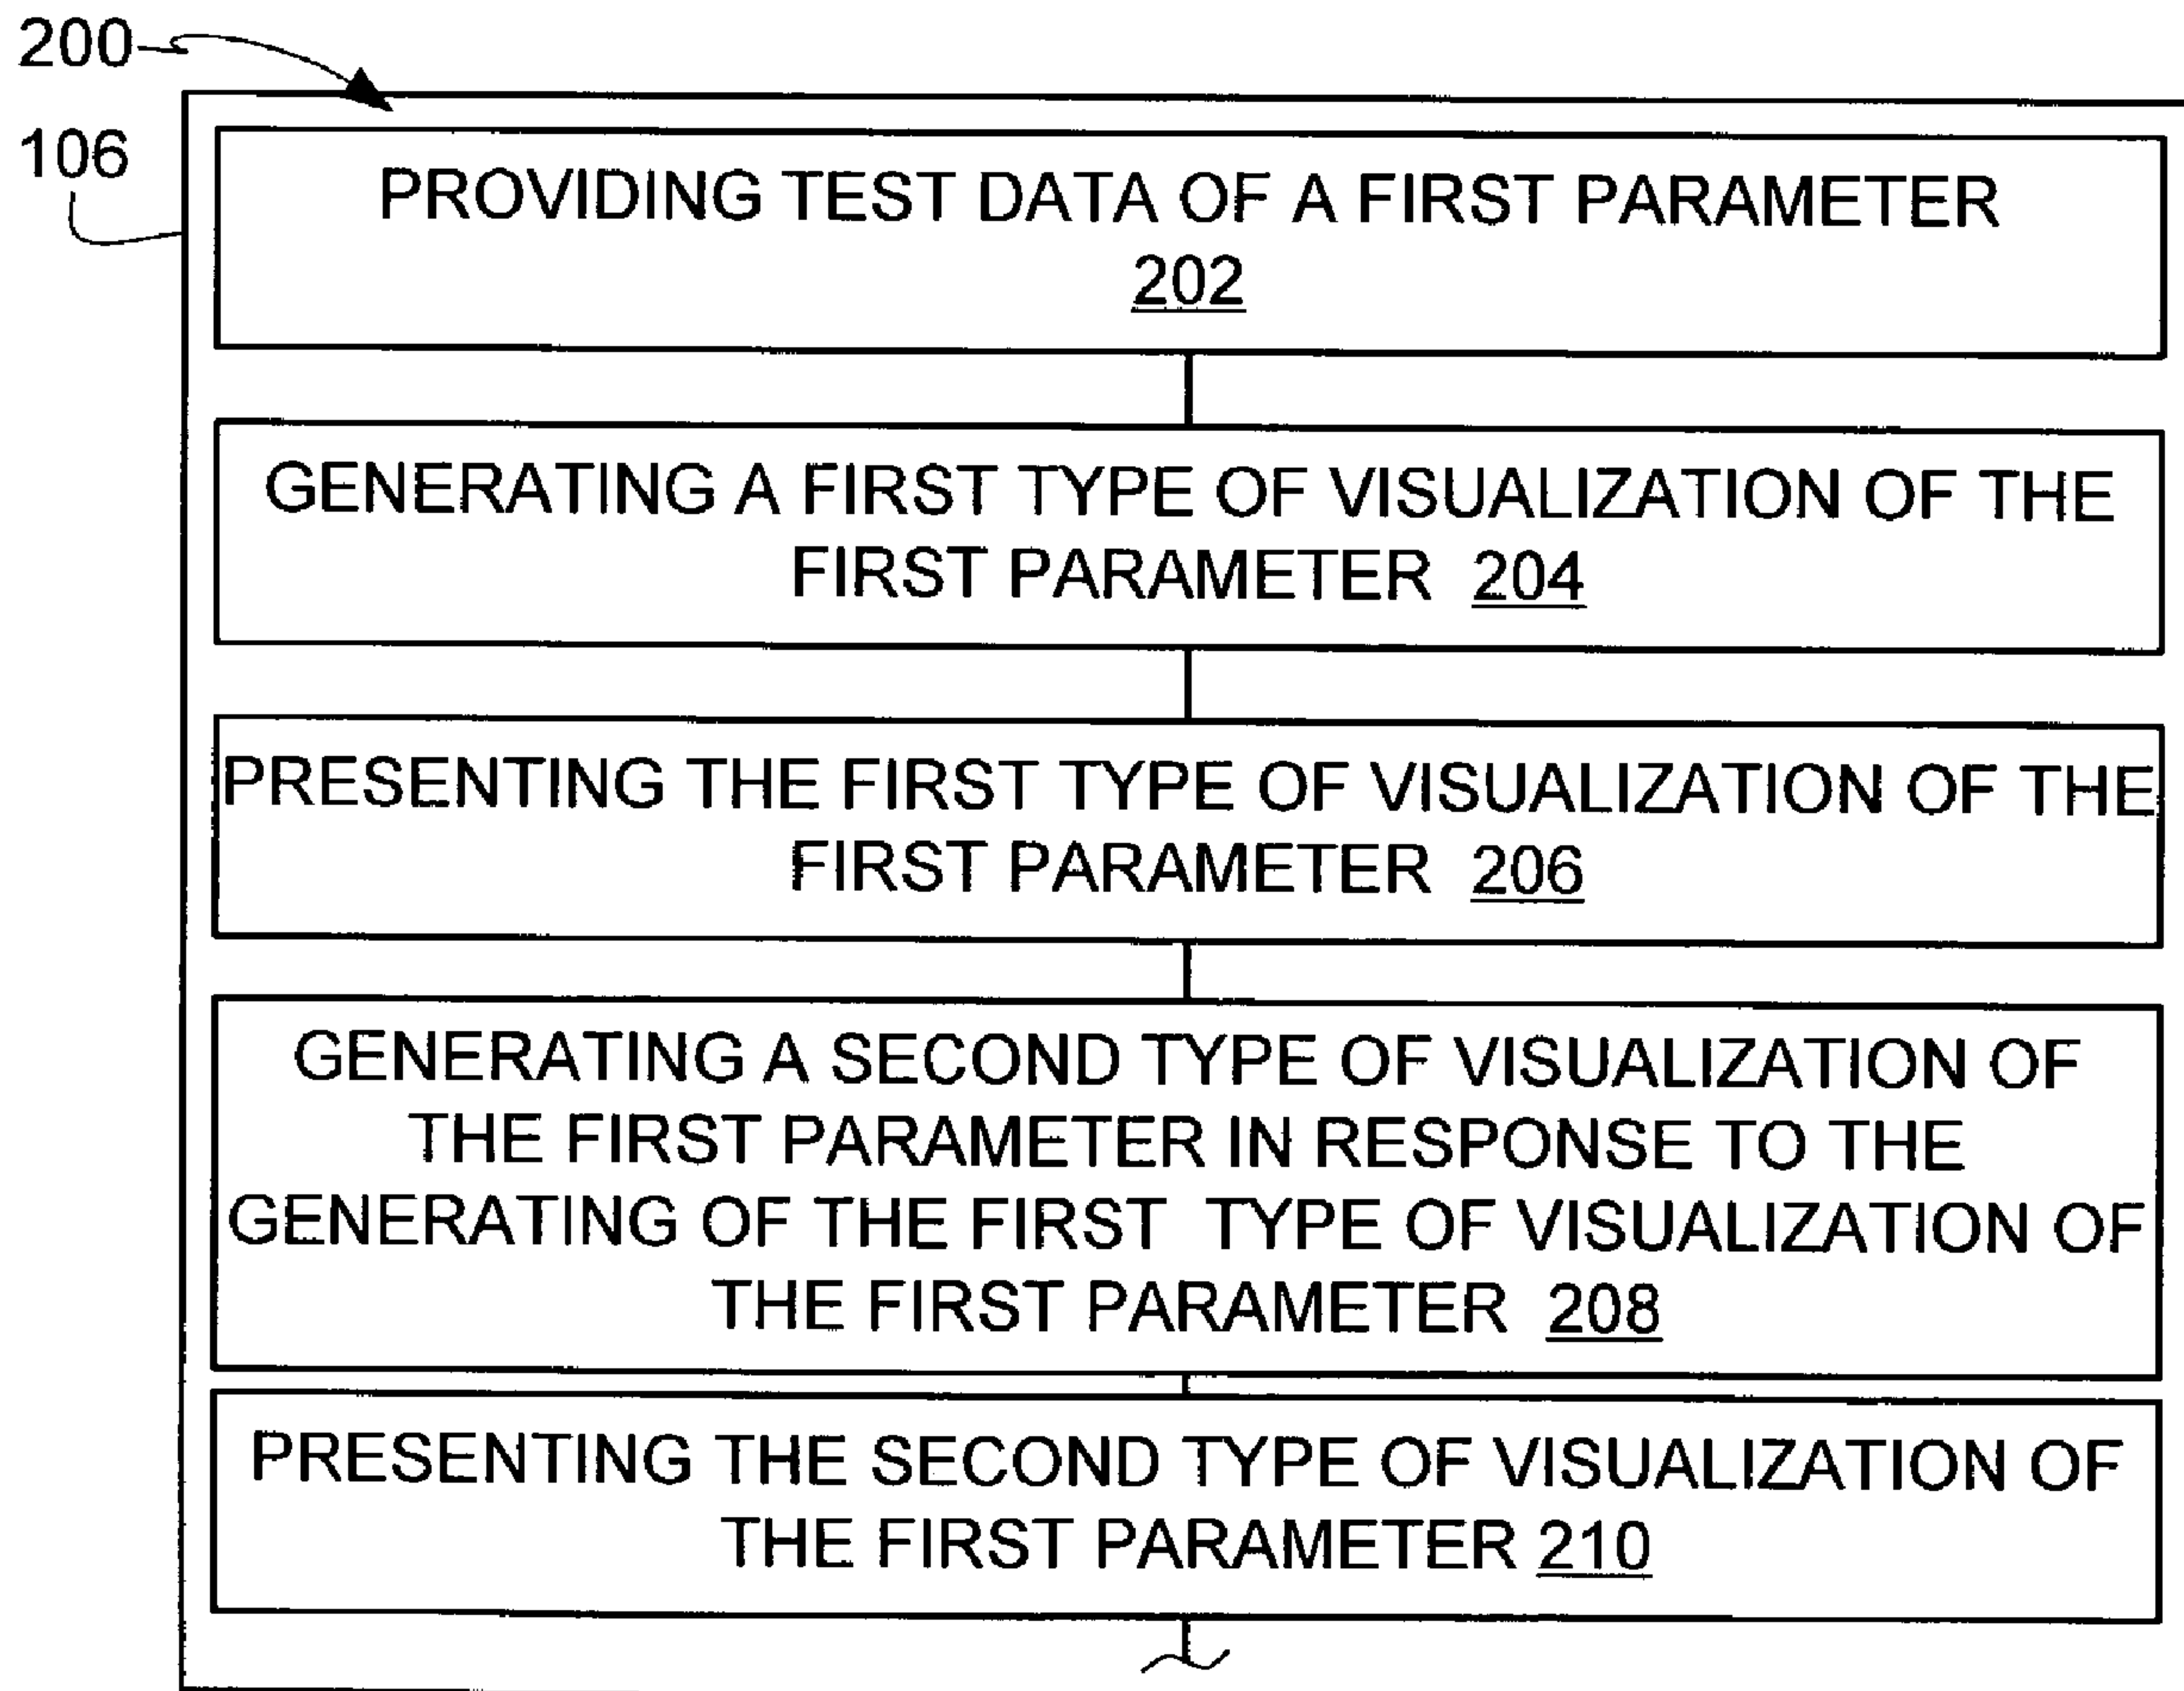 200
106
PROVIDING TEST DATA OF A FIRST PARAMETER
202
GENERATING A FIRST TYPE OF VISUALIZATION OF THE
FIRST PARAMETER 204
PRESENTING THE FIRST TYPE OF VISUALIZATION OF THE
FIRST PARAMETER 206
GENERATING A SECOND TYPE OF VISUALIZATION OF
THE FIRST PARAMETER IN RESPONSE TO THE
GENERATING OF THE FIRST TYPE OF VISUALIZATION OF
THE FIRST PARAMETER 208
PRESENTING THE SECOND TYPE OF VISUALIZATION OF
THE FIRST PARAMETER 210